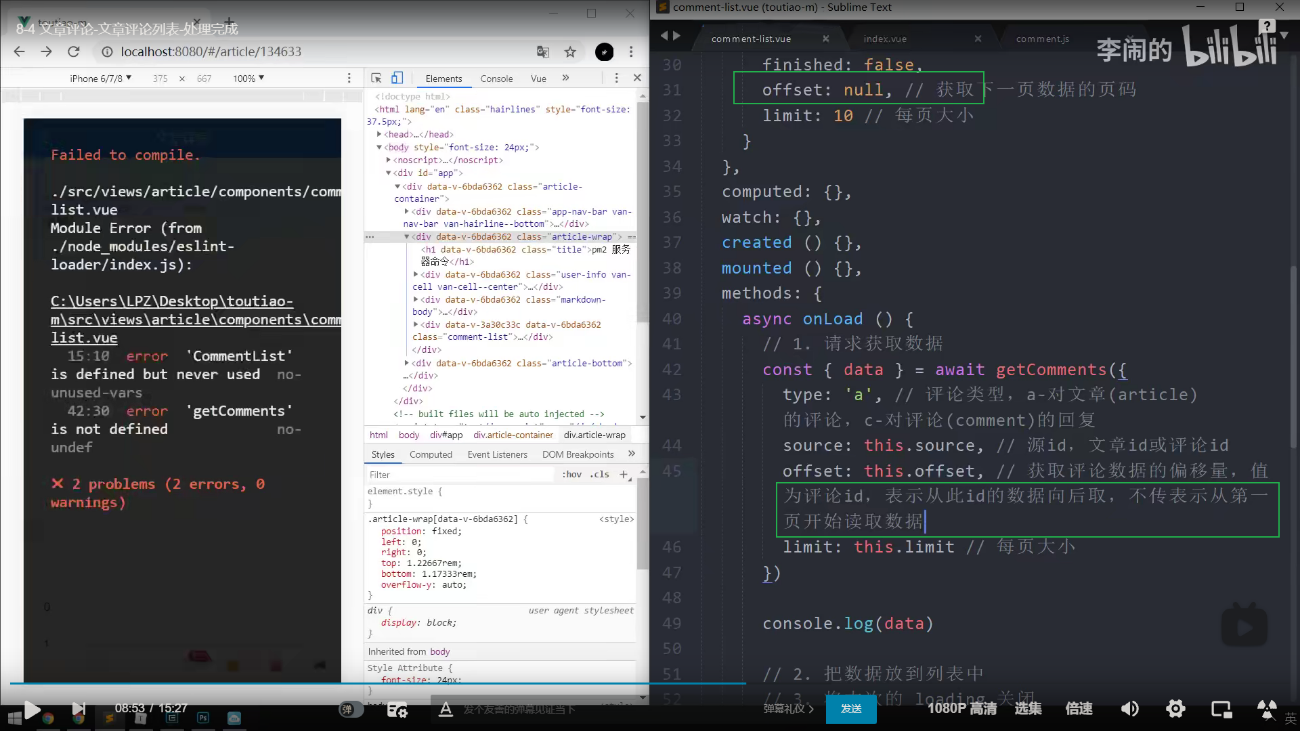 8-4 文章评论-文章评论列表-处理完成
localhost:8080/#/article/134633
iPhone 6/7/8 ▼ 375 × 667 100% ▼
Failed to compile.
./src/views/article/components/comm
list.vue
Module Error (from
./node_modules/eslint-
loader/index.js):
C:\Users\LPZ\Desktop\toutiao-
m\src\views\article\components\comm
list.vue
15:10 error 'CommentList'
is defined but never used no-
unused-vars
42:30 error 'getComments'
is not defined no-
undef
✕ 2 problems (2 errors, 0
warnings)
Elements Console Vue »
<!doctype html>
<html lang="en" class="hairlines" style="font-size:
37.5px;">
▶<head>…</head>
▼<body style="font-size: 24px;">
▶<noscript>…</noscript>
▼<div id="app">
▼<div data-v-6bda6362 class="article-
container">
▶<div data-v-6bda6362 class="app-nav-bar van-
nav-bar van-hairline--bottom">…</div>
▼<div data-v-6bda6362 class="article-wrap"> ==
<h1 data-v-6bda6362 class="title">pm2 服务
器命令</h1>
▶<div data-v-6bda6362 class="user-info van-
cell van-cell--center">…</div>
▶<div data-v-6bda6362 class="markdown-
body">…</div>
▶<div data-v-3a30c33c data-v-6bda6362
class="comment-list">…</div>
</div>
▶<div data-v-6bda6362 class="article-bottom">
…</div>
</div>
</div>
<!-- built files will be auto injected -->
html body div#app div.article-container div.article-wrap
Styles Computed Event Listeners DOM Breakpoints »
Filter :hov .cls +
element.style {
}
.article-wrap[data-v-6bda6362] { <style>
position: fixed;
left: 0;
right: 0;
top: 1.22667rem;
bottom: 1.17333rem;
overflow-y: auto;
}
div { user agent stylesheet
display: block;
}
Inherited from body
Style Attribute {
font-size: 24px;
}
comment-list.vue (toutiao-m) - Sublime Text
comment-list.vue × index.vue × comment.js
李闹的 bilibili
30 finished: false,
31 offset: null, // 获取下一页数据的页码
32 limit: 10 // 每页大小
33 }
34 },
35 computed: {},
36 watch: {},
37 created () {},
38 mounted () {},
39 methods: {
40 async onLoad () {
41 // 1. 请求获取数据
42 const { data } = await getComments({
43 type: 'a', // 评论类型，a-对文章(article)
的评论，c-对评论(comment)的回复
44 source: this.source, // 源id，文章id或评论id
45 offset: this.offset, // 获取评论数据的偏移量，值
为评论id，表示从此id的数据向后取，不传表示从第一
页开始读取数据
46 limit: this.limit // 每页大小
47 })
48
49 console.log(data)
50
51 // 2. 把数据放到列表中
52 // 3. 将本次的 loading 关闭
08:53 / 15:27 弹 发个友善的弹幕见证当下 弹幕礼仪 > 发送 1080P 高清 选集 倍速
英